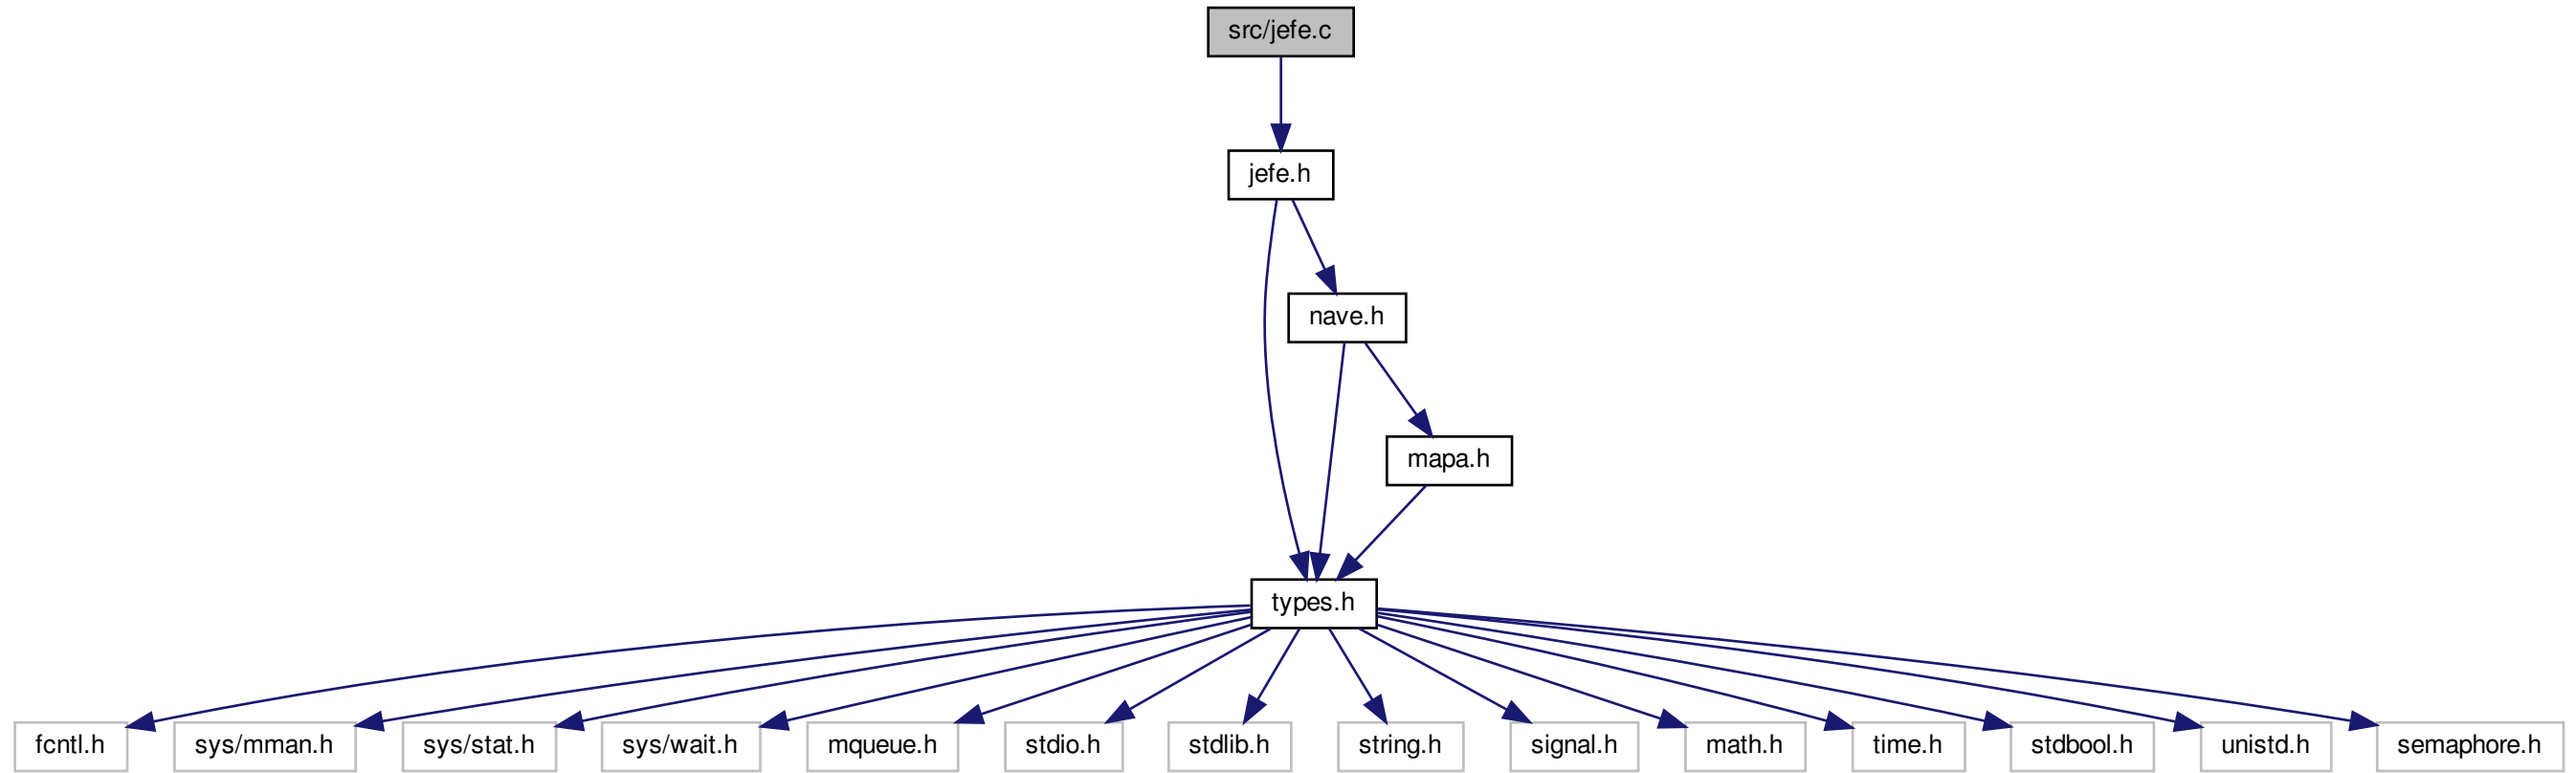 src/jefe.c
jefe.h
nave.h
mapa.h
types.h
fcntl.h
sys/mman.h
sys/stat.h
sys/wait.h
mqueue.h
stdio.h
stdlib.h
string.h
signal.h
math.h
time.h
stdbool.h
unistd.h
semaphore.h